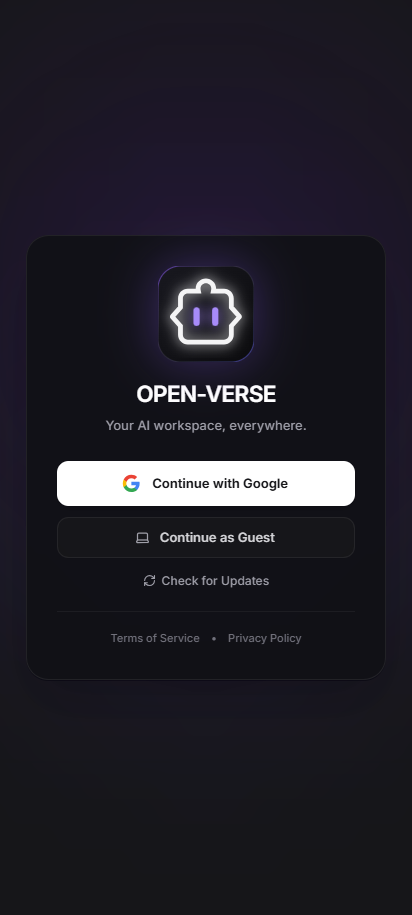 OPEN-VERSE
Your AI workspace, everywhere.
Continue with Google
Continue as Guest
Check for Updates
Terms of Service • Privacy Policy